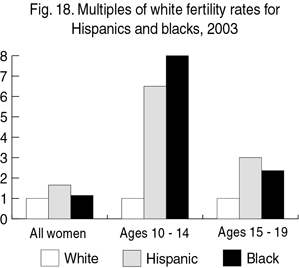 Fig. 18. Multiples of white fertility rates for
Hispanics and blacks, 2003
8
7
6
5
4
3
2
1
0
All women
Ages 10 - 14
Ages 15 - 19
White
Hispanic
Black